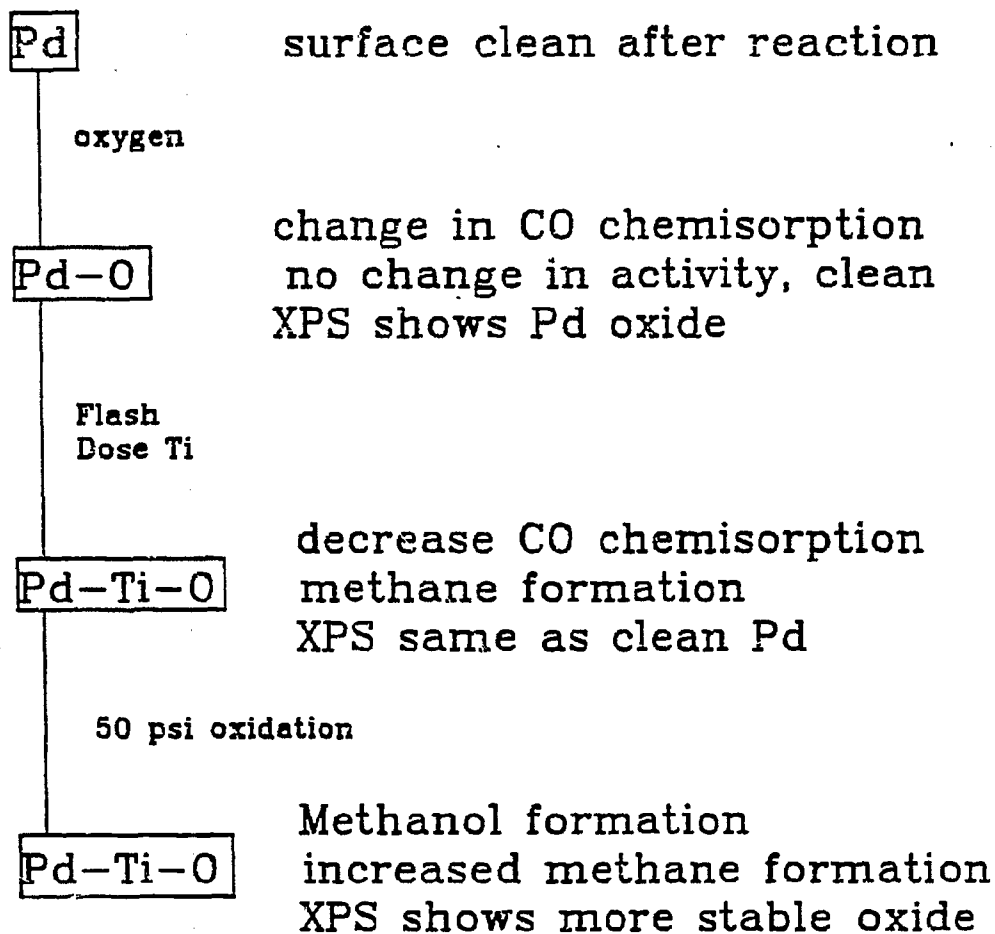 Pd
surface clean after reaction
oxygen
change in CO chemisorption
Pd–O
no change in activity, clean
XPS shows Pd oxide
Flash
Dose Ti
decrease CO chemisorption
Pd–Ti–O
methane formation
XPS same as clean Pd
50 psi oxidation
Methanol formation
Pd–Ti–O
increased methane formation
XPS shows more stable oxide